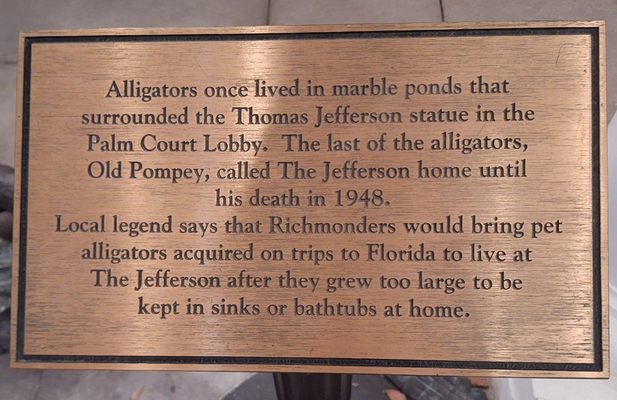 Alligators once lived in marble ponds that
surrounded the Thomas Jefferson statue in the
Palm Court Lobby. The last of the alligators,
Old Pompey, called The Jefferson home until
his death in 1948.
Local legend says that Richmonders would bring pet
alligators acquired on trips to Florida to live at
The Jefferson after they grew too large to be
kept in sinks or bathtubs at home.